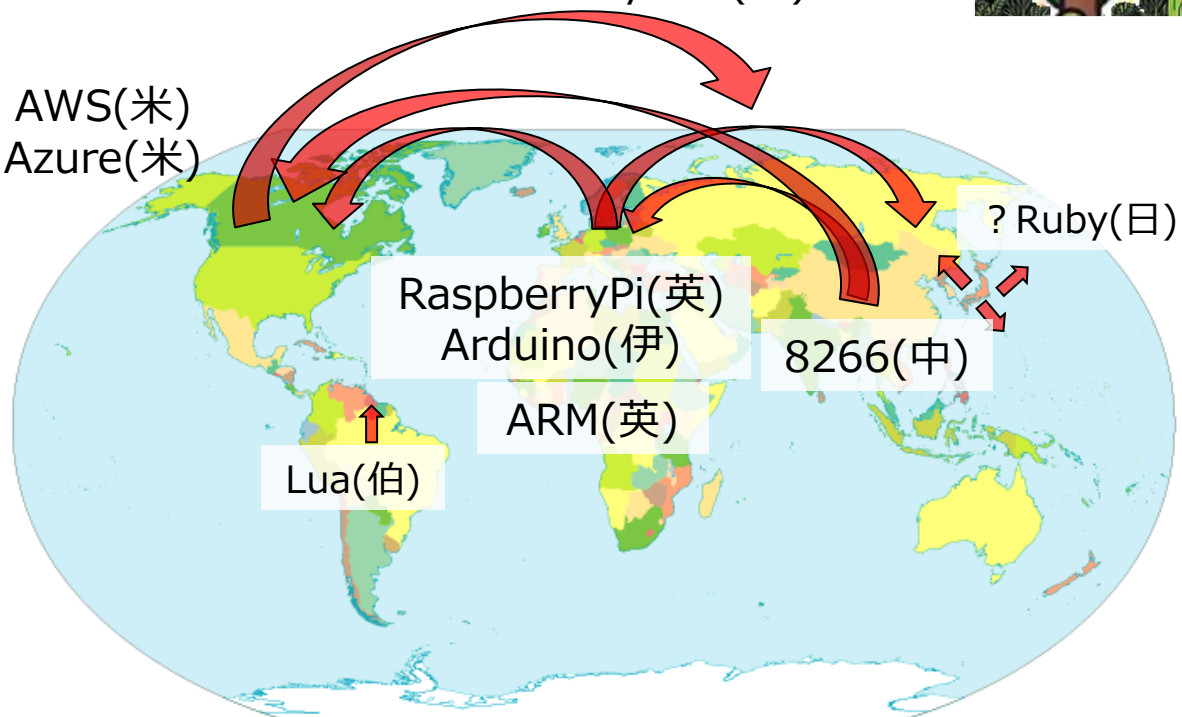 AWS(米)
Azure(米)
? Ruby(日)
RaspberryPi(英)
Arduino(伊)
8266(中)
ARM(英)
Lua(伯)